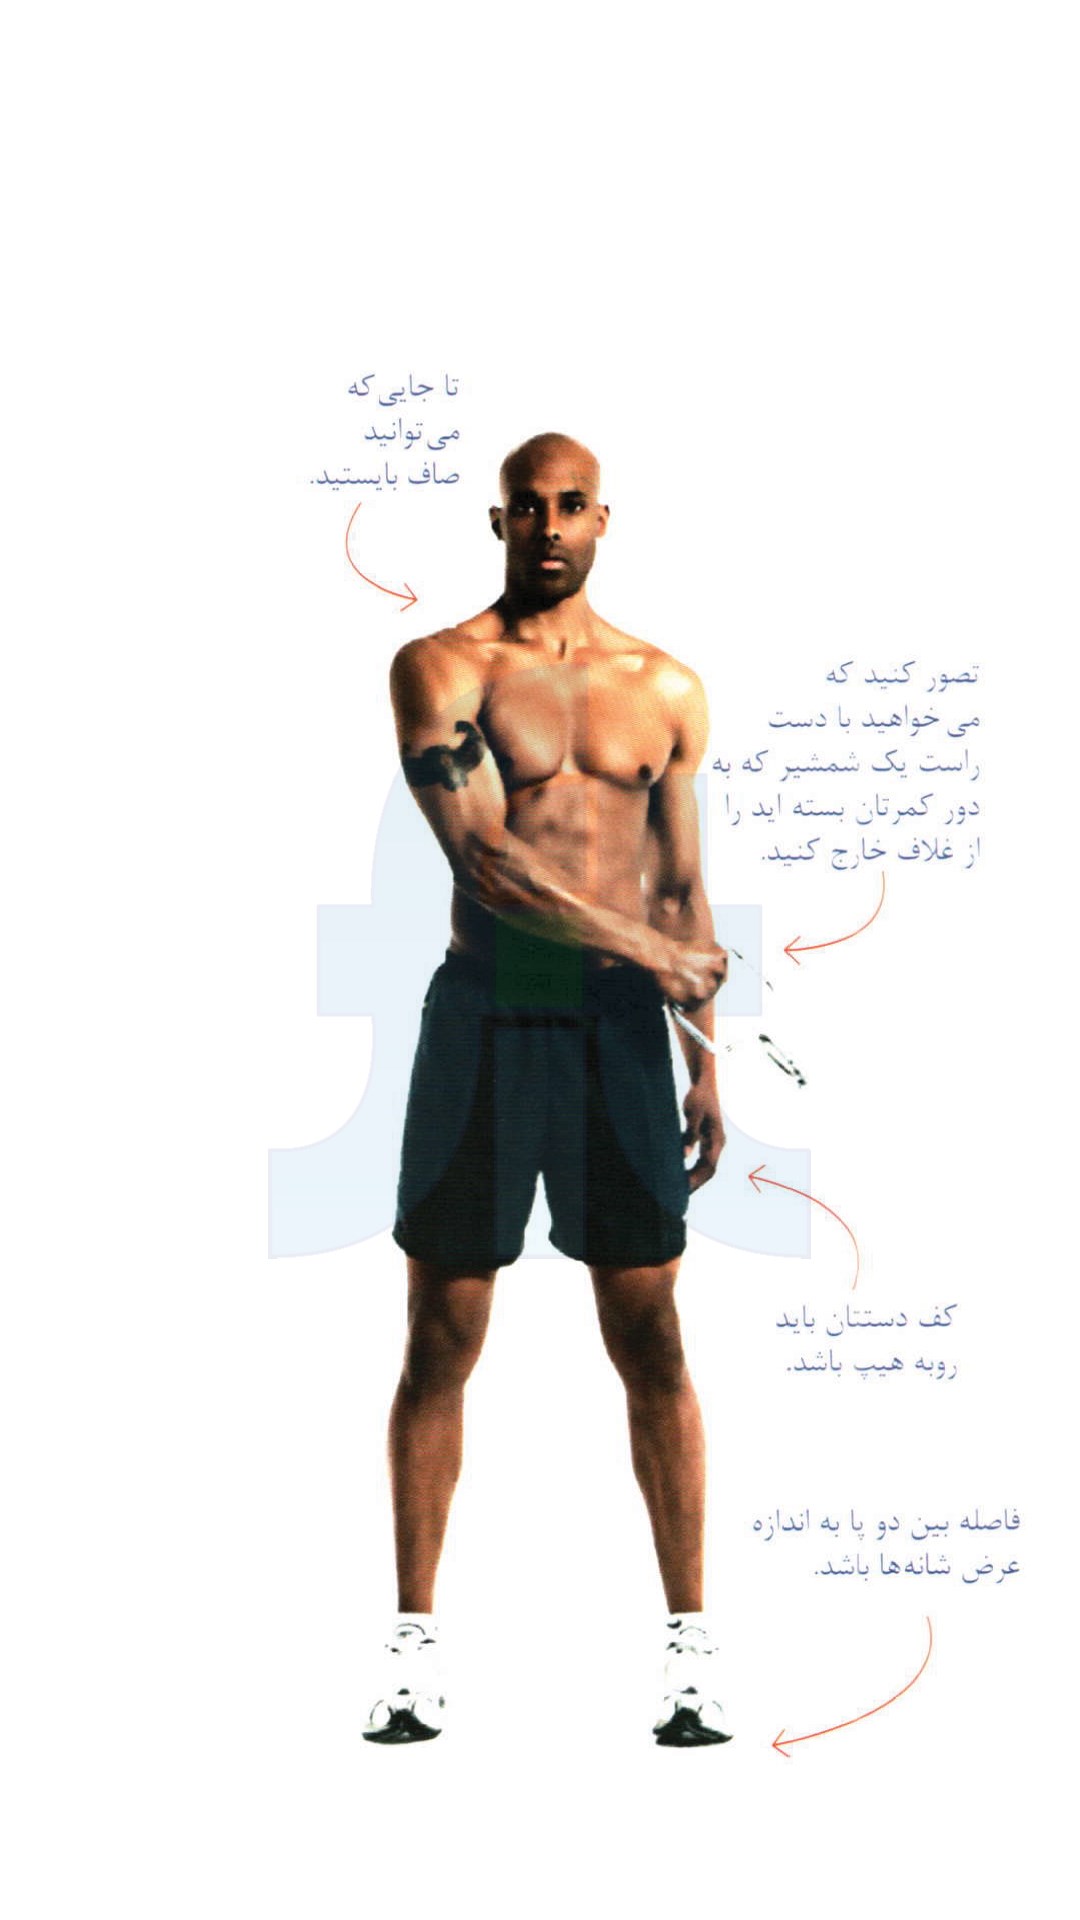 تا جایی‌که
می‌توانید
صاف بایستید.
تصور کنید که
می خواهید با دست
راست یک شمشیر که به
دور کمرتان بسته اید را
از غلاف خارج کنید.
کف دستتان باید
روبه هیپ باشد.
فاصله بین دو پا به اندازه
عرض شانه‌ها باشد.